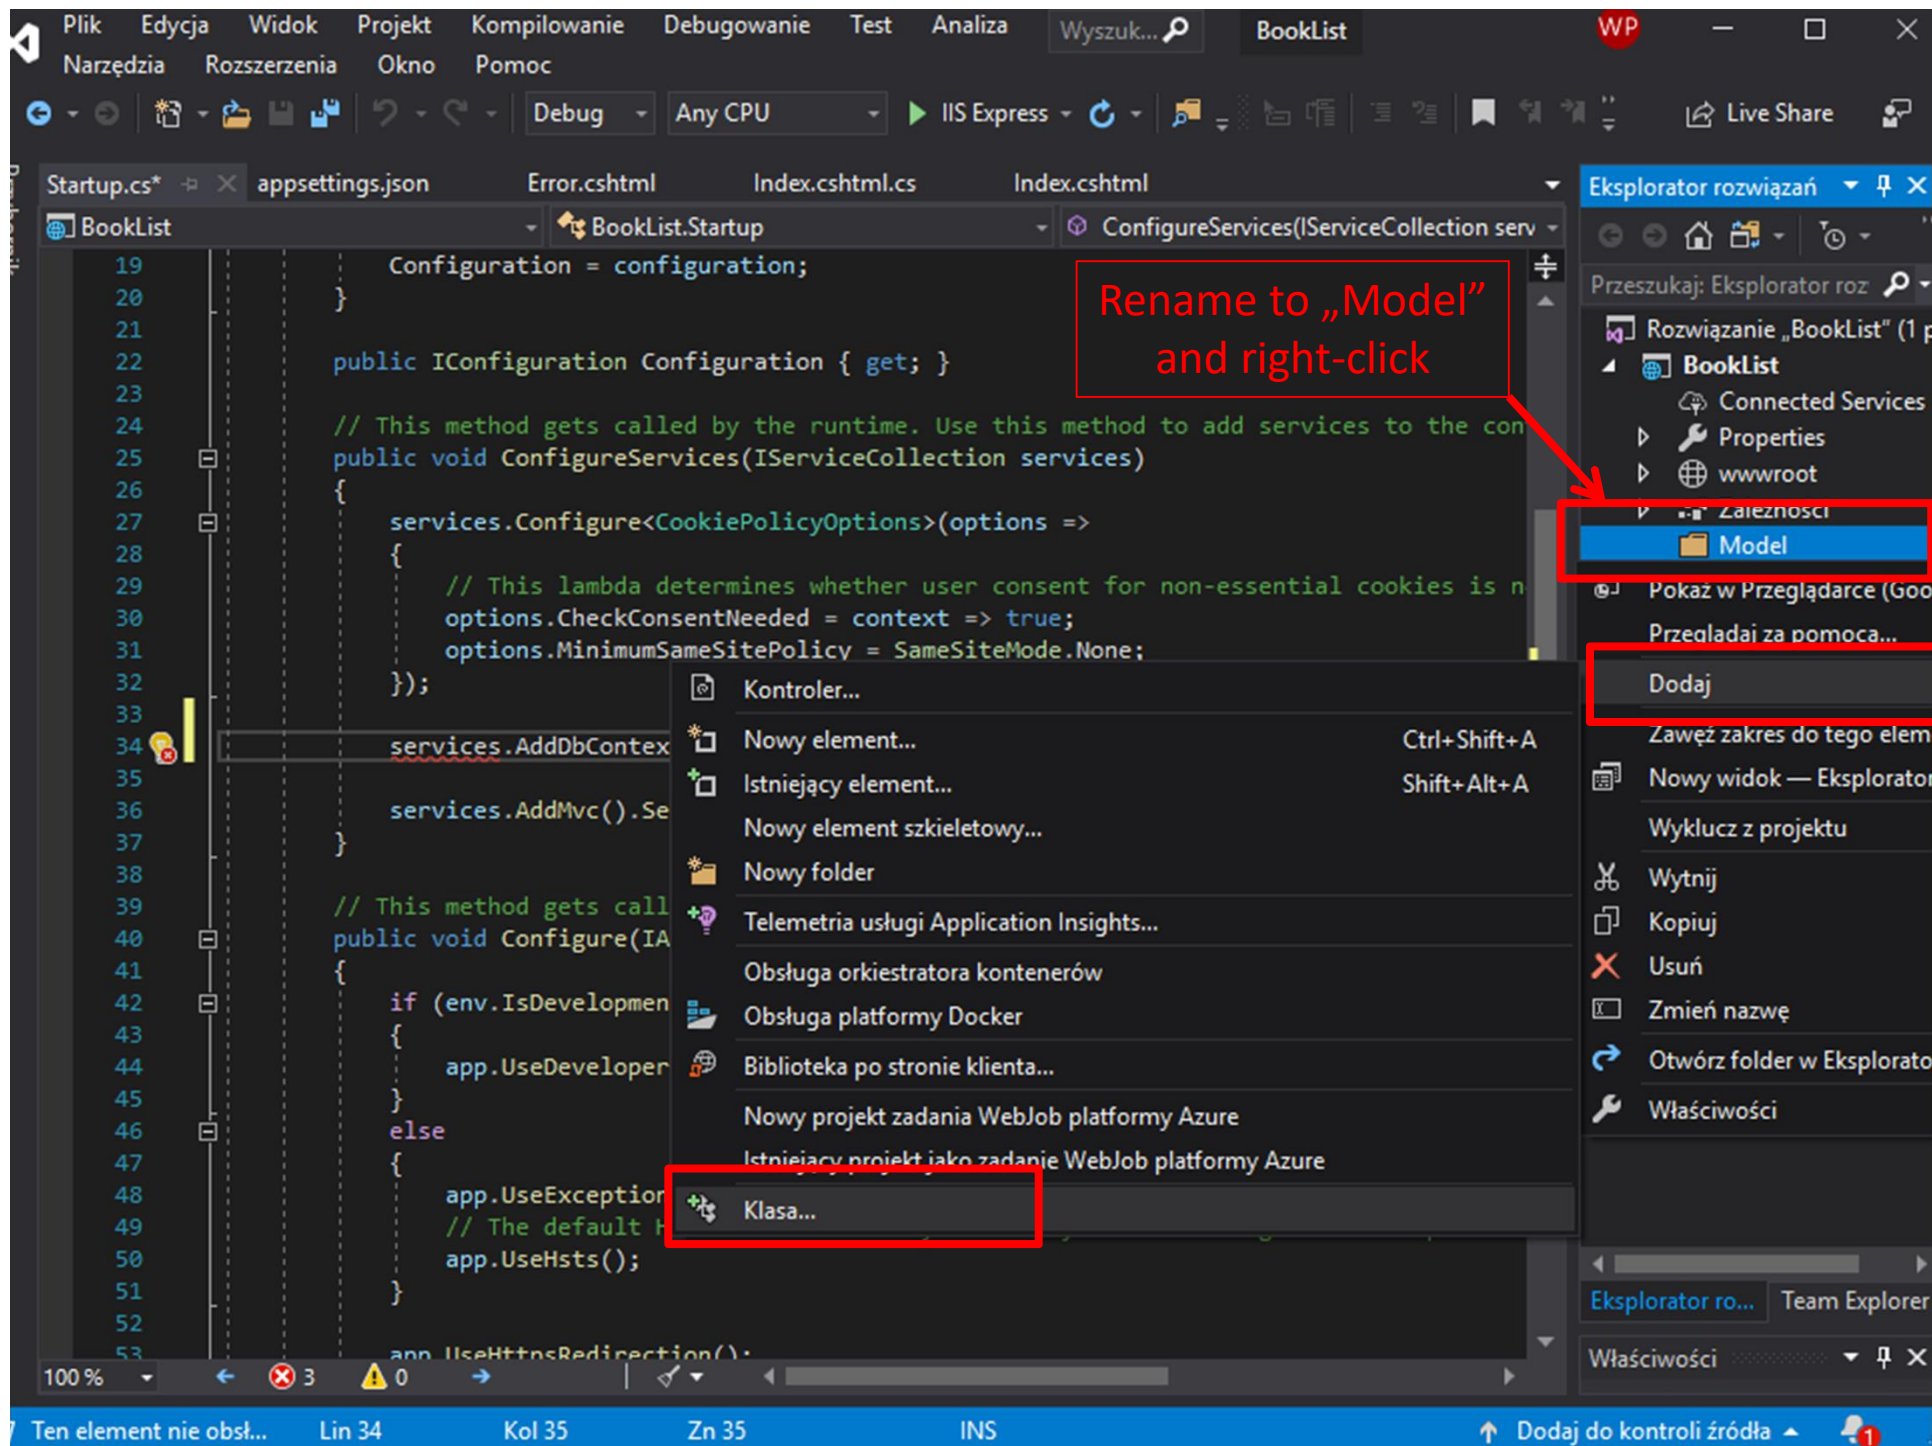 Plik Edycja Widok Projekt Kompilowanie Debugowanie Test Analiza Wyszuk... BookList WP
Narzędzia Rozszerzenia Okno Pomoc
Debug Any CPU IIS Express Live Share
Startup.cs* appsettings.json Error.cshtml Index.cshtml.cs Index.cshtml
BookList BookList.Startup ConfigureServices(IServiceCollection serv
19 Configuration = configuration;
20 }
21
22 public IConfiguration Configuration { get; }
23
24 // This method gets called by the runtime. Use this method to add services to the con
25 public void ConfigureServices(IServiceCollection services)
26 {
27 services.Configure<CookiePolicyOptions>(options =>
28 {
29 // This lambda determines whether user consent for non-essential cookies is n
30 options.CheckConsentNeeded = context => true;
31 options.MinimumSameSitePolicy = SameSiteMode.None;
32 });
33
34 services.AddDbContex
35
36 services.AddMvc().Se
37 }
38
39 // This method gets call
40 public void Configure(IA
41 {
42 if (env.IsDevelopmen
43 {
44 app.UseDeveloper
45 }
46 else
47 {
48 app.UseException
49 // The default H
50 app.UseHsts();
51 }
52
53 app.UseHttpsRedirection();
Rename to „Model”
and right-click
Kontroler...
Nowy element... Ctrl+Shift+A
Istniejący element... Shift+Alt+A
Nowy element szkieletowy...
Nowy folder
Telemetria usługi Application Insights...
Obsługa orkiestratora kontenerów
Obsługa platformy Docker
Biblioteka po stronie klienta...
Nowy projekt zadania WebJob platformy Azure
Istniejący projekt jako zadanie WebJob platformy Azure
Klasa...
Eksplorator rozwiązań
Przeszukaj: Eksplorator roz
Rozwiązanie „BookList" (1 p
BookList
Connected Services
Properties
wwwroot
Zależności
Model
Pokaż w Przeglądarce (Goo
Przeglądaj za pomocą...
Dodaj
Zawęź zakres do tego elem
Nowy widok — Eksplorator
Wyklucz z projektu
Wytnij
Kopiuj
Usuń
Zmień nazwę
Otwórz folder w Eksplorato
Właściwości
Eksplorator ro... Team Explorer
Właściwości
100 % 3 0
Ten element nie obsł... Lin 34 Kol 35 Zn 35 INS Dodaj do kontroli źródła 1